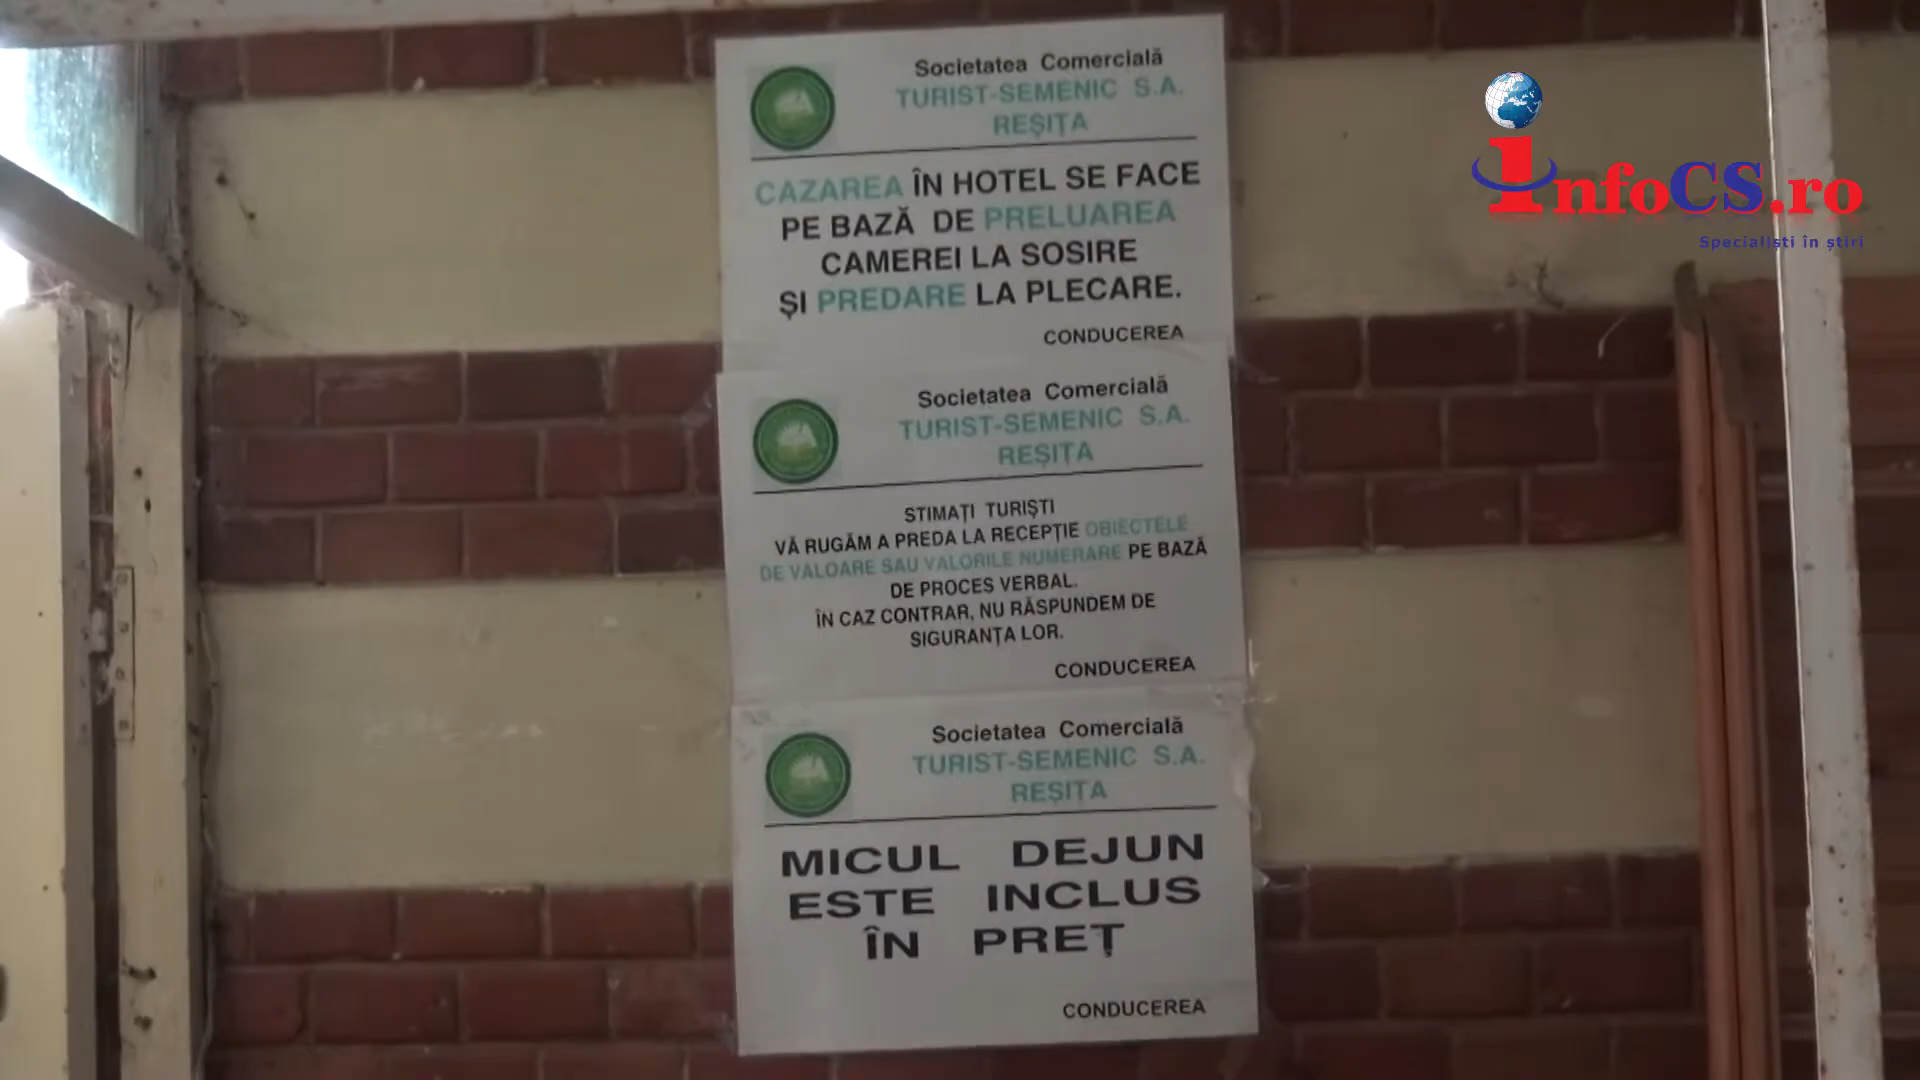 Societatea Comercială
TURIST-SEMENIC S.A.
REȘIȚA
CAZAREA ÎN HOTEL SE FACE
PE BAZĂ DE PRELUAREA
CAMEREI LA SOSIRE
ȘI PREDARE LA PLECARE.
CONDUCEREA
Societatea Comercială
TURIST-SEMENIC S.A.
REȘIȚA
STIMAȚI TURIȘTI
VĂ RUGĂM A PREDA LA RECEPȚIE OBIECTELE
DE VALOARE SAU VALORILE NUMERARE PE BAZĂ
DE PROCES VERBAL.
ÎN CAZ CONTRAR, NU RĂSPUNDEM DE
SIGURANȚA LOR.
CONDUCEREA
Societatea Comercială
TURIST-SEMENIC S.A.
REȘIȚA
MICUL DEJUN
ESTE INCLUS
ÎN PREȚ
CONDUCEREA
InfoCS.ro
Specialisti în știri